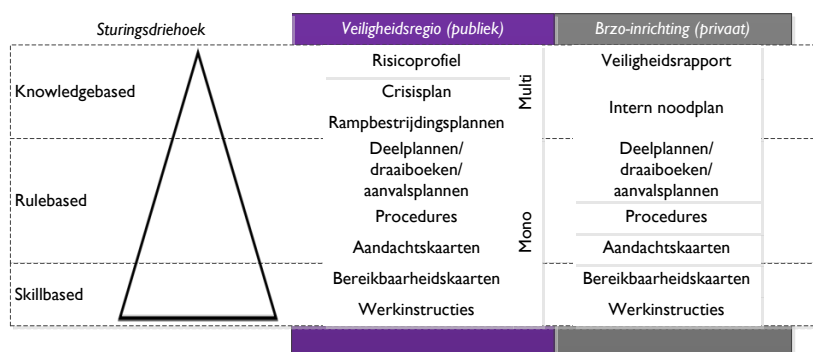 Sturingsdriehoek
Veiligheidsregio (publiek)
Brzo-inrichting (privaat)
Knowledgebased
Risicoprofiel
Multi
Veiligheidsrapport
Crisisplan
Rampbestrijdingsplannen
Intern noodplan
Rulebased
Deelplannen/
draaiboeken/
aanvalsplannen
Mono
Deelplannen/
draaiboeken/
aanvalsplannen
Procedures
Procedures
Aandachtskaarten
Aandachtskaarten
Skillbased
Bereikbaarheidskaarten
Bereikbaarheidskaarten
Werkinstructies
Werkinstructies